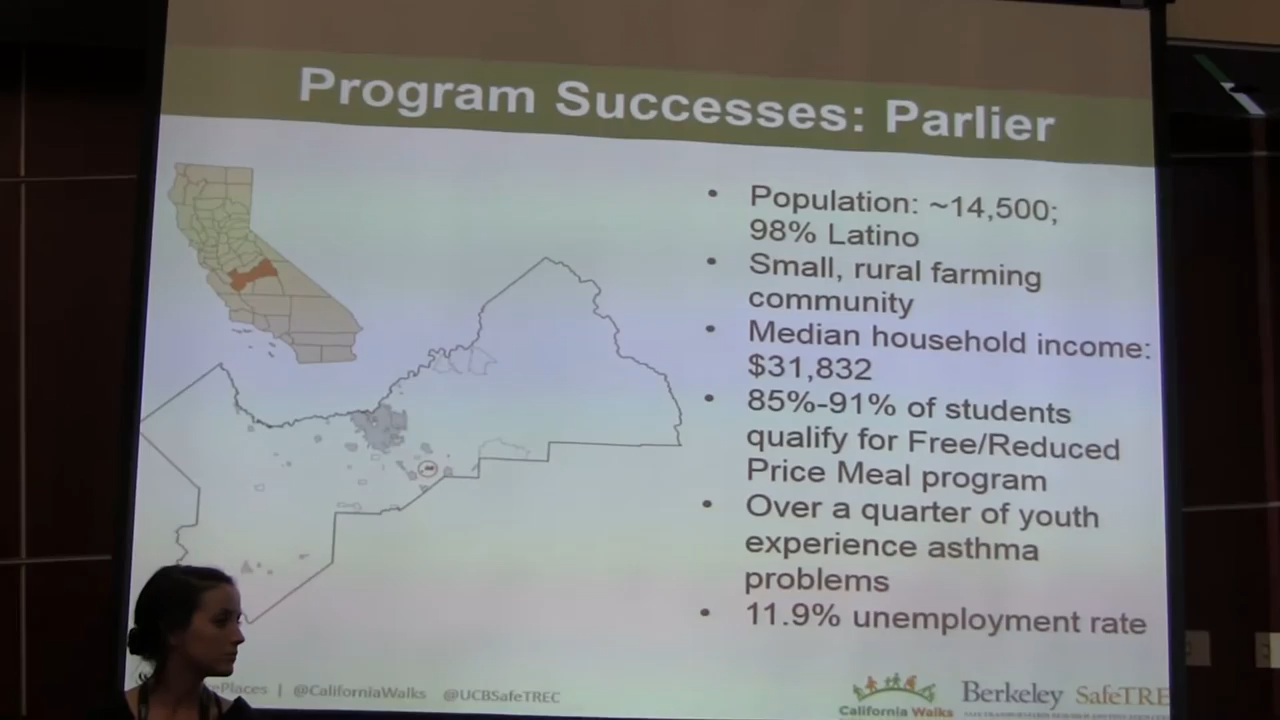 Program Successes: Parlier
• Population: ~14,500;
98% Latino
• Small, rural farming
community
• Median household income:
$31,832
• 85%-91% of students
qualify for Free/Reduced
Price Meal program
• Over a quarter of youth
experience asthma
problems
• 11.9% unemployment rate
ePlaces | @CaliforniaWalks @UCBSafeTREC
California Walks
Berkeley SafeTRE